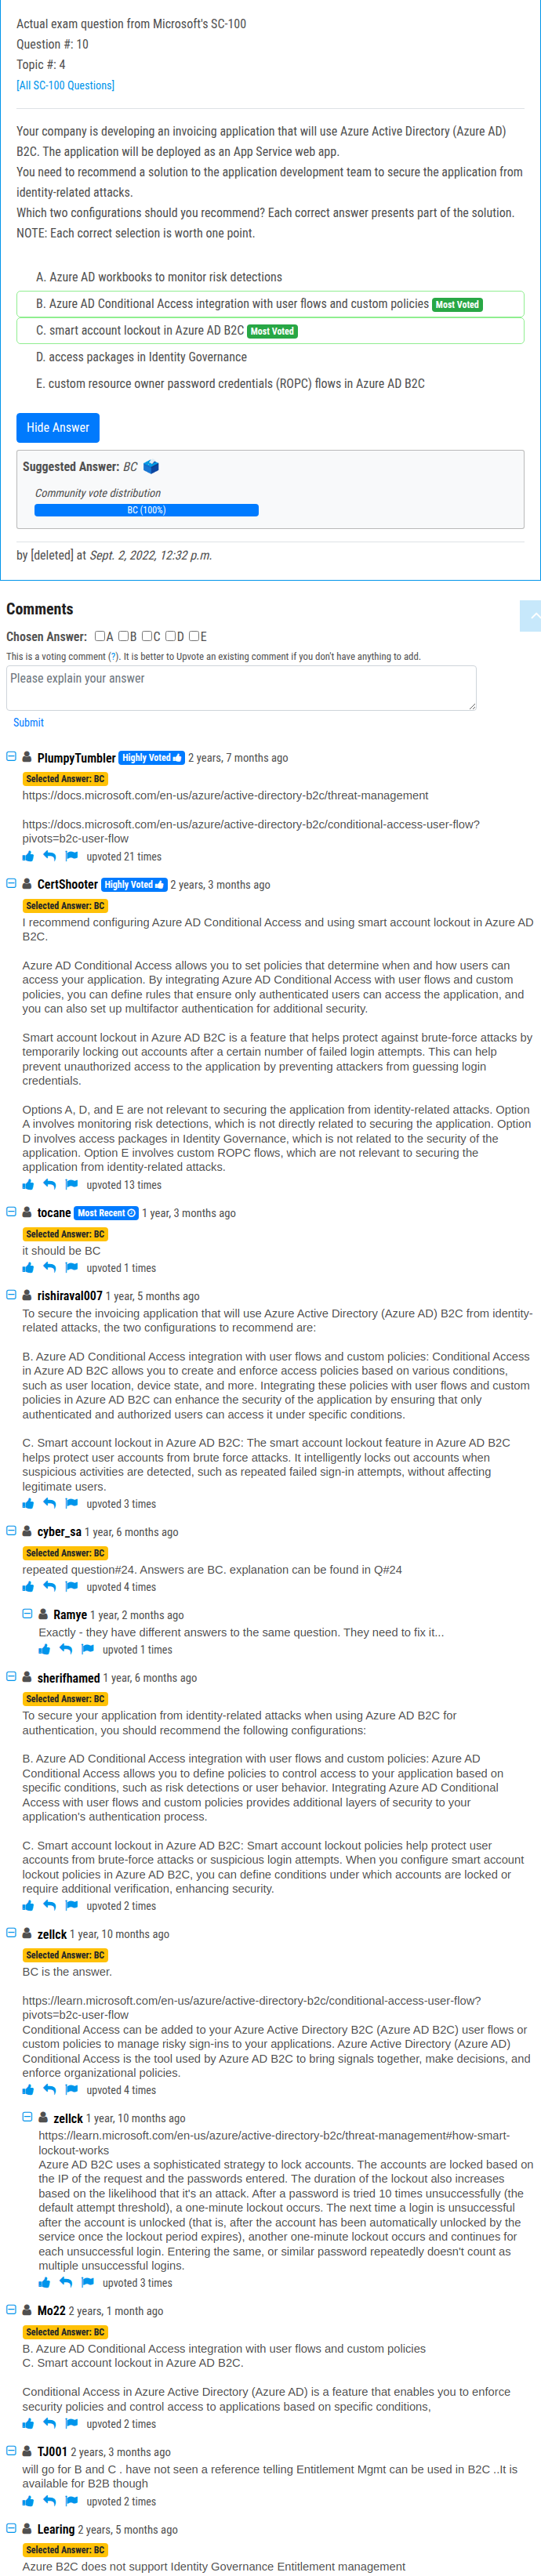 Actual exam question from Microsoft's SC-100
Question #: 10
Topic #: 4
[All SC-100 Questions]
Your company is developing an invoicing application that will use Azure Active Directory (Azure AD)
B2C. The application will be deployed as an App Service web app.
You need to recommend a solution to the application development team to secure the application from
identity-related attacks.
Which two configurations should you recommend? Each correct answer presents part of the solution.
NOTE: Each correct selection is worth one point.
A. Azure AD workbooks to monitor risk detections
B. Azure AD Conditional Access integration with user flows and custom policies Most Voted
C. smart account lockout in Azure AD B2C Most Voted
D. access packages in Identity Governance
E. custom resource owner password credentials (ROPC) flows in Azure AD B2C
Hide Answer
Suggested Answer: BC
Community vote distribution
BC (100%)
by [deleted] at Sept. 2, 2022, 12:32 p.m.
Comments
Chosen Answer: A B C D E
This is a voting comment (?). It is better to Upvote an existing comment if you don't have anything to add.
Please explain your answer
Submit
PlumpyTumbler Highly Voted 2 years, 7 months ago
Selected Answer: BC
https://docs.microsoft.com/en-us/azure/active-directory-b2c/threat-management
https://docs.microsoft.com/en-us/azure/active-directory-b2c/conditional-access-user-flow?
pivots=b2c-user-flow
upvoted 21 times
CertShooter Highly Voted 2 years, 3 months ago
Selected Answer: BC
I recommend configuring Azure AD Conditional Access and using smart account lockout in Azure AD
B2C.
Azure AD Conditional Access allows you to set policies that determine when and how users can
access your application. By integrating Azure AD Conditional Access with user flows and custom
policies, you can define rules that ensure only authenticated users can access the application, and
you can also set up multifactor authentication for additional security.
Smart account lockout in Azure AD B2C is a feature that helps protect against brute-force attacks by
temporarily locking out accounts after a certain number of failed login attempts. This can help
prevent unauthorized access to the application by preventing attackers from guessing login
credentials.
Options A, D, and E are not relevant to securing the application from identity-related attacks. Option
A involves monitoring risk detections, which is not directly related to securing the application. Option
D involves access packages in Identity Governance, which is not related to the security of the
application. Option E involves custom ROPC flows, which are not relevant to securing the
application from identity-related attacks.
upvoted 13 times
tocane Most Recent 1 year, 3 months ago
Selected Answer: BC
it should be BC
upvoted 1 times
rishiraval007 1 year, 5 months ago
To secure the invoicing application that will use Azure Active Directory (Azure AD) B2C from identity-
related attacks, the two configurations to recommend are:
B. Azure AD Conditional Access integration with user flows and custom policies: Conditional Access
in Azure AD B2C allows you to create and enforce access policies based on various conditions,
such as user location, device state, and more. Integrating these policies with user flows and custom
policies in Azure AD B2C can enhance the security of the application by ensuring that only
authenticated and authorized users can access it under specific conditions.
C. Smart account lockout in Azure AD B2C: The smart account lockout feature in Azure AD B2C
helps protect user accounts from brute force attacks. It intelligently locks out accounts when
suspicious activities are detected, such as repeated failed sign-in attempts, without affecting
legitimate users.
upvoted 3 times
cyber_sa 1 year, 6 months ago
Selected Answer: BC
repeated question#24. Answers are BC. explanation can be found in Q#24
upvoted 4 times
Ramye 1 year, 2 months ago
Exactly - they have different answers to the same question. They need to fix it...
upvoted 1 times
sherifhamed 1 year, 6 months ago
Selected Answer: BC
To secure your application from identity-related attacks when using Azure AD B2C for
authentication, you should recommend the following configurations:
B. Azure AD Conditional Access integration with user flows and custom policies: Azure AD
Conditional Access allows you to define policies to control access to your application based on
specific conditions, such as risk detections or user behavior. Integrating Azure AD Conditional
Access with user flows and custom policies provides additional layers of security to your
application's authentication process.
C. Smart account lockout in Azure AD B2C: Smart account lockout policies help protect user
accounts from brute-force attacks or suspicious login attempts. When you configure smart account
lockout policies in Azure AD B2C, you can define conditions under which accounts are locked or
require additional verification, enhancing security.
upvoted 2 times
zellck 1 year, 10 months ago
Selected Answer: BC
BC is the answer.
https://learn.microsoft.com/en-us/azure/active-directory-b2c/conditional-access-user-flow?
pivots=b2c-user-flow
Conditional Access can be added to your Azure Active Directory B2C (Azure AD B2C) user flows or
custom policies to manage risky sign-ins to your applications. Azure Active Directory (Azure AD)
Conditional Access is the tool used by Azure AD B2C to bring signals together, make decisions, and
enforce organizational policies.
upvoted 4 times
zellck 1 year, 10 months ago
https://learn.microsoft.com/en-us/azure/active-directory-b2c/threat-management#how-smart-
lockout-works
Azure AD B2C uses a sophisticated strategy to lock accounts. The accounts are locked based on
the IP of the request and the passwords entered. The duration of the lockout also increases
based on the likelihood that it's an attack. After a password is tried 10 times unsuccessfully (the
default attempt threshold), a one-minute lockout occurs. The next time a login is unsuccessful
after the account is unlocked (that is, after the account has been automatically unlocked by the
service once the lockout period expires), another one-minute lockout occurs and continues for
each unsuccessful login. Entering the same, or similar password repeatedly doesn't count as
multiple unsuccessful logins.
upvoted 3 times
Mo22 2 years, 1 month ago
Selected Answer: BC
B. Azure AD Conditional Access integration with user flows and custom policies
C. Smart account lockout in Azure AD B2C.
Conditional Access in Azure Active Directory (Azure AD) is a feature that enables you to enforce
security policies and control access to applications based on specific conditions,
upvoted 2 times
TJ001 2 years, 3 months ago
will go for B and C . have not seen a reference telling Entitlement Mgmt can be used in B2C ..It is
available for B2B though
upvoted 2 times
Learing 2 years, 5 months ago
Selected Answer: BC
Azure B2C does not support Identity Governance Entitlement management